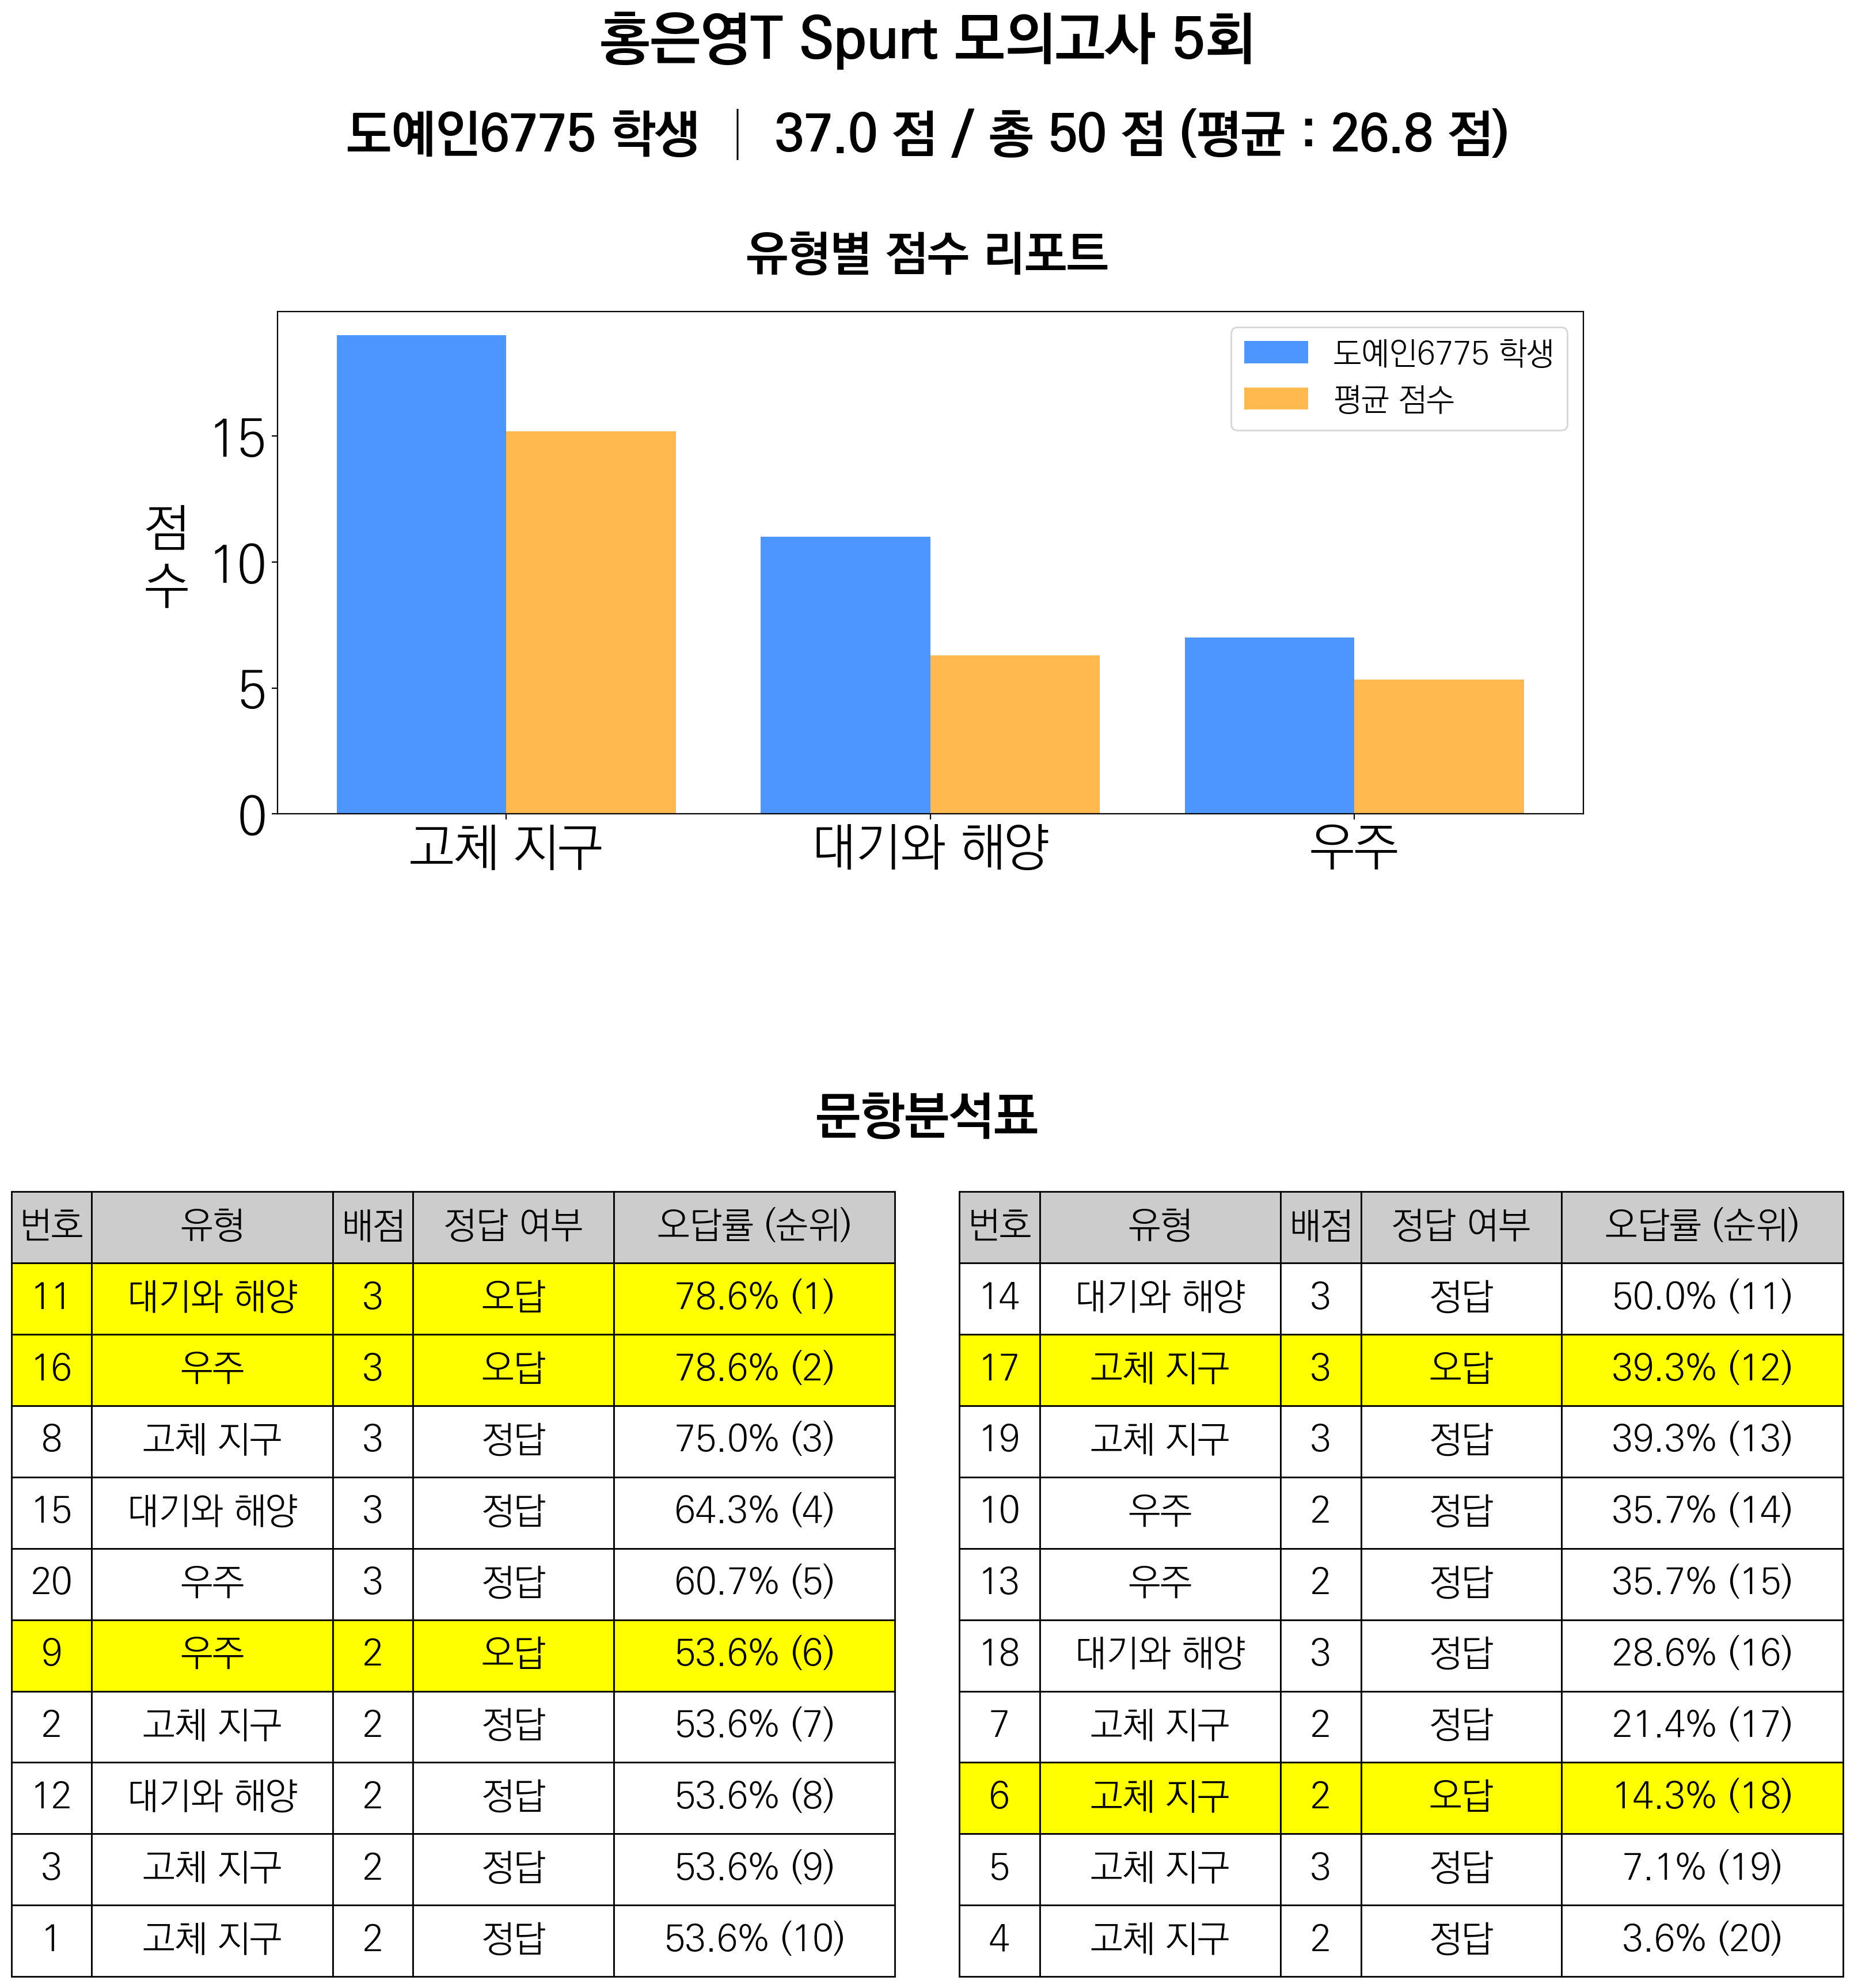 홍은영T Spurt 모의고사 5회
도예인6775 학생 | 37.0 점 / 총 50 점 (평균 : 26.8 점)
유형별 점수 리포트
도예인6775 학생
평균 점수
점수
15
10
5
0
고체 지구 대기와 해양 우주
문항분석표
번호 유형 배점 정답 여부 오답률 (순위)
11 대기와 해양 3 오답 78.6% (1)
16 우주 3 오답 78.6% (2)
8 고체 지구 3 정답 75.0% (3)
15 대기와 해양 3 정답 64.3% (4)
20 우주 3 정답 60.7% (5)
9 우주 2 오답 53.6% (6)
2 고체 지구 2 정답 53.6% (7)
12 대기와 해양 2 정답 53.6% (8)
3 고체 지구 2 정답 53.6% (9)
1 고체 지구 2 정답 53.6% (10)
번호 유형 배점 정답 여부 오답률 (순위)
14 대기와 해양 3 정답 50.0% (11)
17 고체 지구 3 오답 39.3% (12)
19 고체 지구 3 정답 39.3% (13)
10 우주 2 정답 35.7% (14)
13 우주 2 정답 35.7% (15)
18 대기와 해양 3 정답 28.6% (16)
7 고체 지구 2 정답 21.4% (17)
6 고체 지구 2 오답 14.3% (18)
5 고체 지구 3 정답 7.1% (19)
4 고체 지구 2 정답 3.6% (20)